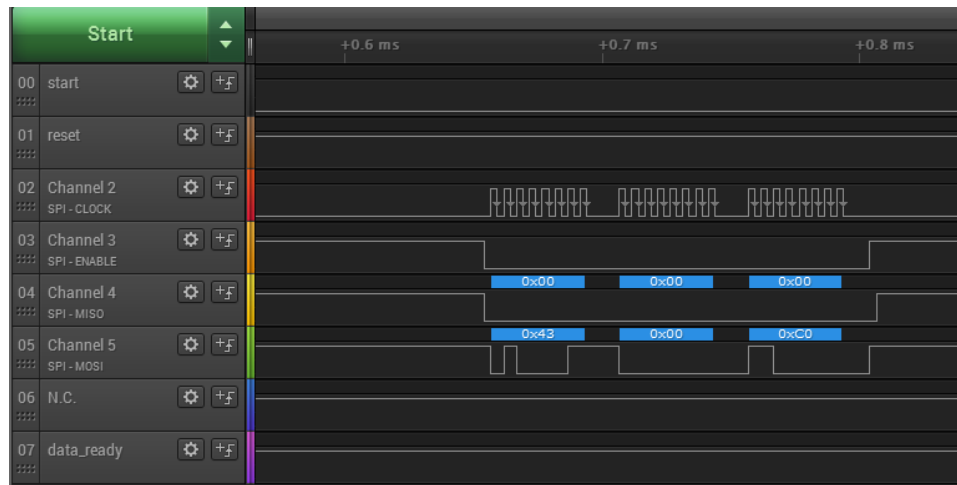 Start
+0.6 ms +0.7 ms +0.8 ms
00 start
01 reset
02 Channel 2
SPI - CLOCK
03 Channel 3
SPI - ENABLE
0x00 0x00 0x00
04 Channel 4
SPI - MISO
0x43 0x00 0xC0
05 Channel 5
SPI - MOSI
06 N.C.
07 data_ready